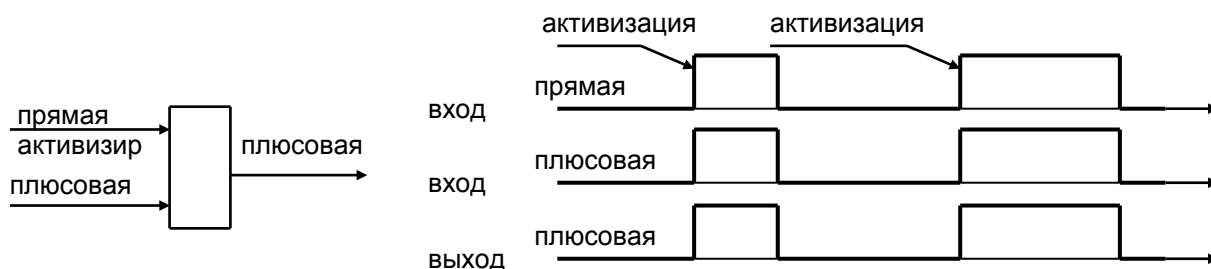 прямая
активизир
плюсовая
плюсовая
активизация
активизация
прямая
вход
плюсовая
вход
плюсовая
выход